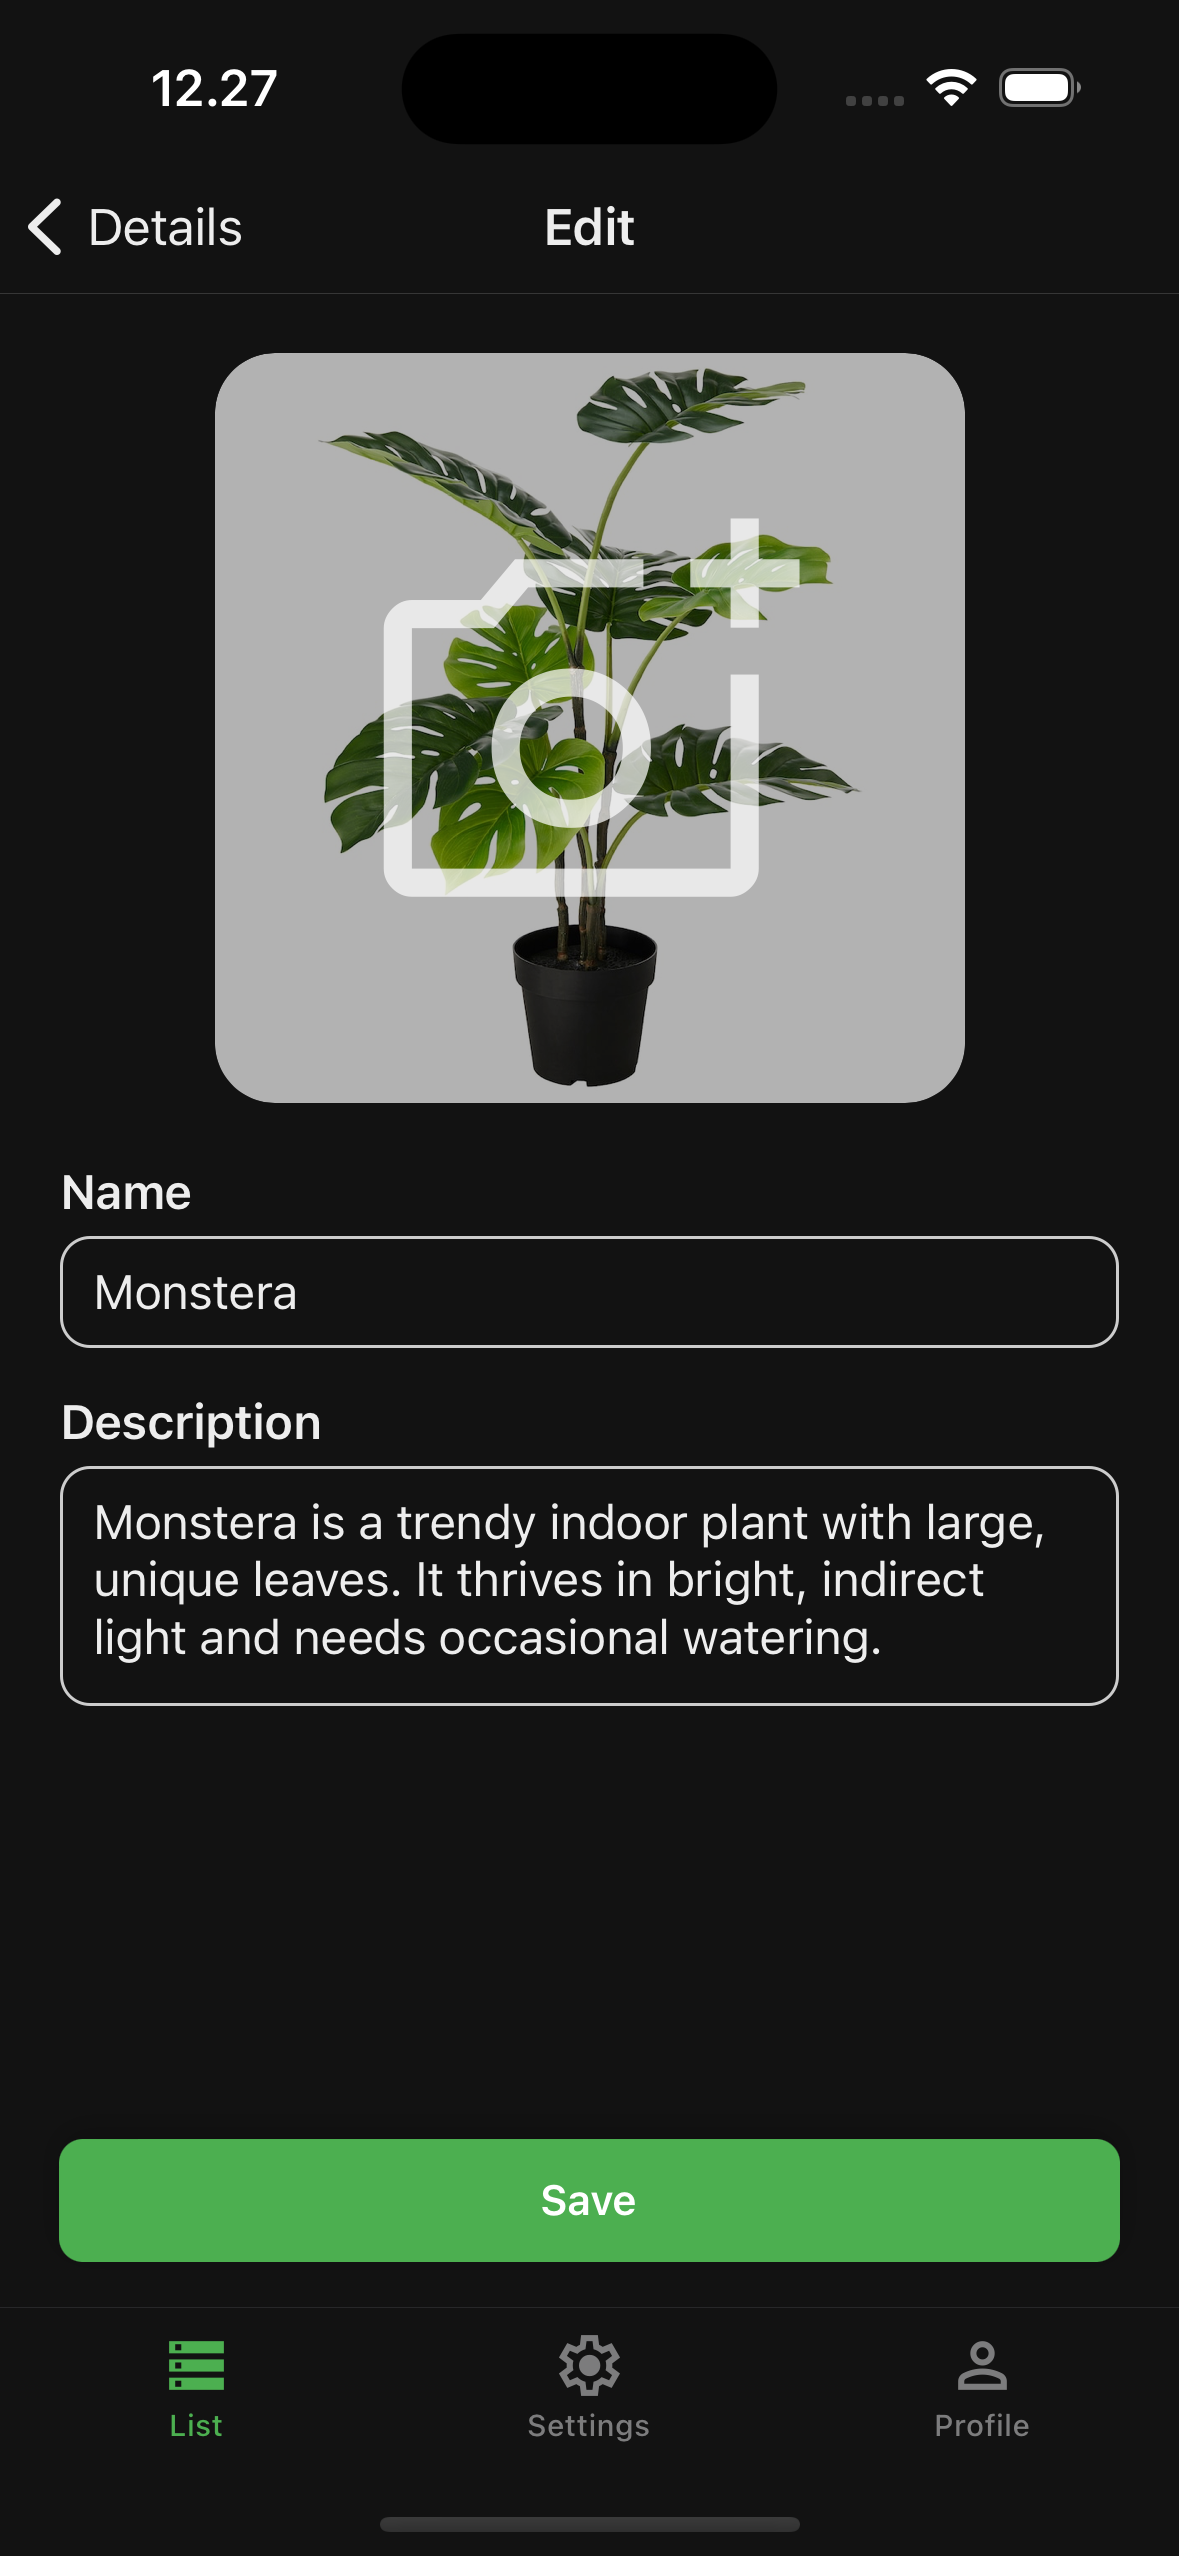 12.27
Details
Edit
Name
Monstera
Description
Monstera is a trendy indoor plant with large,
unique leaves. It thrives in bright, indirect
light and needs occasional watering.
Save
List
Settings
Profile